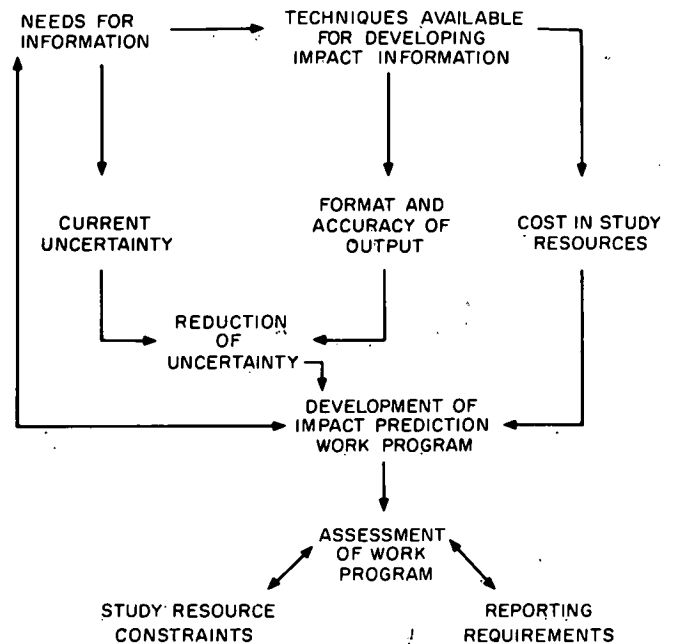 NEEDS FOR
INFORMATION
TECHNIQUES AVAILABLE
FOR DEVELOPING
IMPACT INFORMATION
CURRENT
UNCERTAINTY
FORMAT AND
ACCURACY OF
OUTPUT
COST IN STUDY
RESOURCES
REDUCTION
OF
UNCERTAINTY
DEVELOPMENT OF
IMPACT PREDICTION
WORK PROGRAM
ASSESSMENT
OF WORK
PROGRAM
STUDY RESOURCE
CONSTRAINTS
REPORTING
REQUIREMENTS